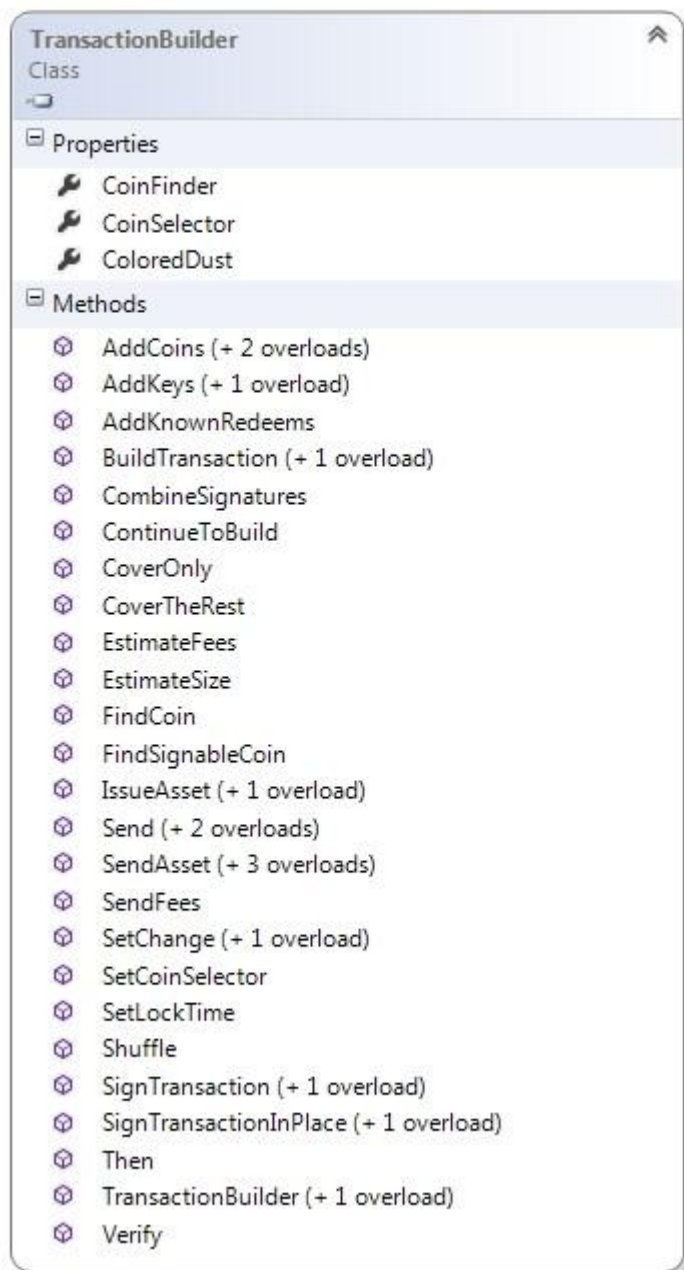 TransactionBuilder
Class
Properties
CoinFinder
CoinSelector
ColoredDust
Methods
AddCoins (+ 2 overloads)
AddKeys (+ 1 overload)
AddKnownRedeems
BuildTransaction (+ 1 overload)
CombineSignatures
ContinueToBuild
CoverOnly
CoverTheRest
EstimateFees
EstimateSize
FindCoin
FindSignableCoin
IssueAsset (+ 1 overload)
Send (+ 2 overloads)
SendAsset (+ 3 overloads)
SendFees
SetChange (+ 1 overload)
SetCoinSelector
SetLockTime
Shuffle
SignTransaction (+ 1 overload)
SignTransactionInPlace (+ 1 overload)
Then
TransactionBuilder (+ 1 overload)
Verify